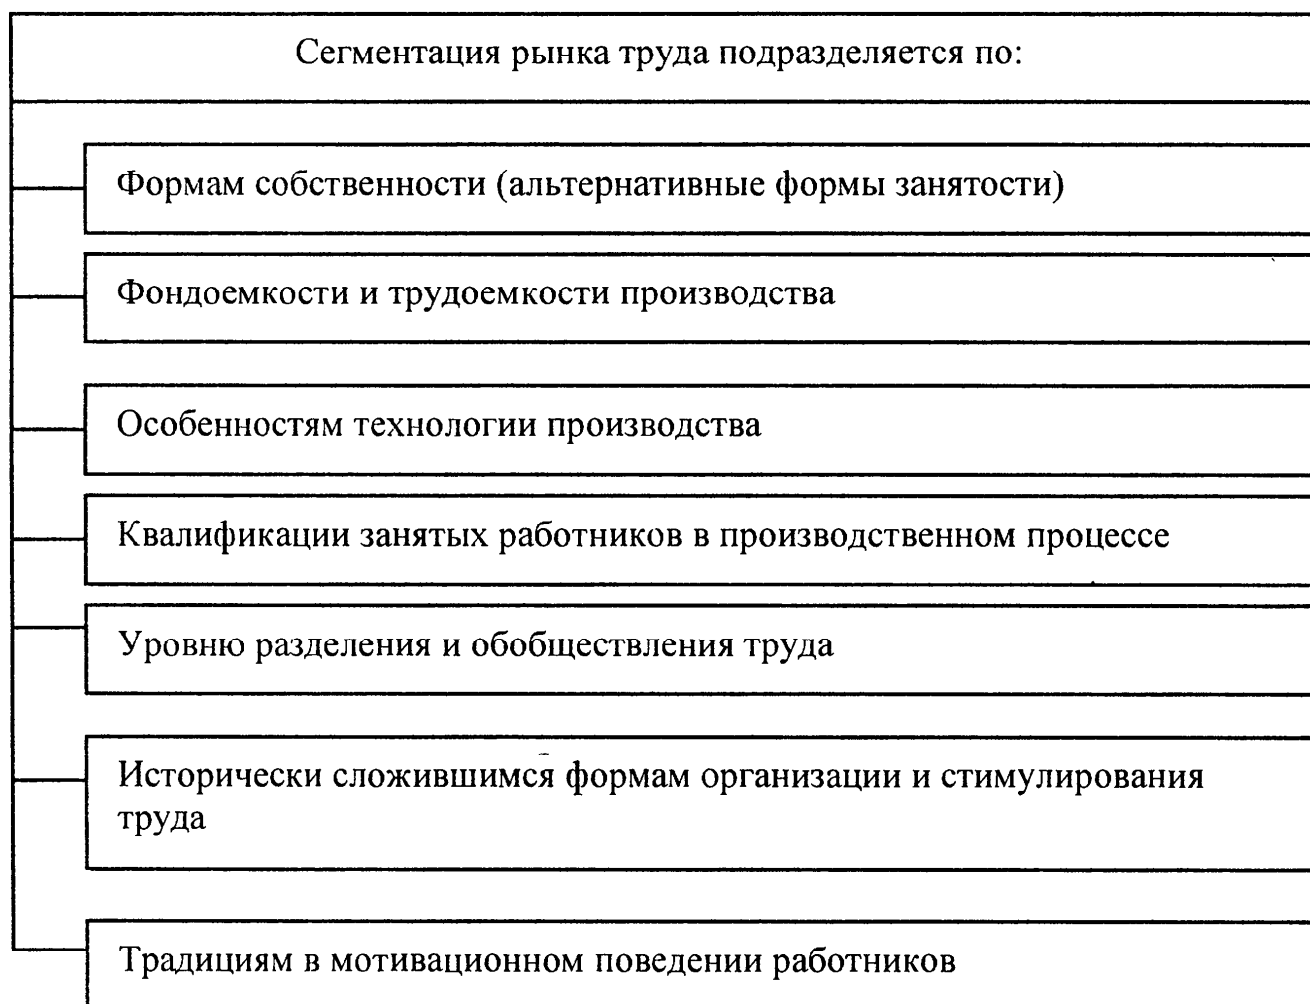 Сегментация рынка труда подразделяется по:
Формам собственности (альтернативные формы занятости)
Фондоемкости и трудоемкости производства
Особенностям технологии производства
Квалификации занятых работников в производственном процессе
Уровню разделения и обобществления труда
Исторически сложившимся формам организации и стимулирования
труда
Традициям в мотивационном поведении работников